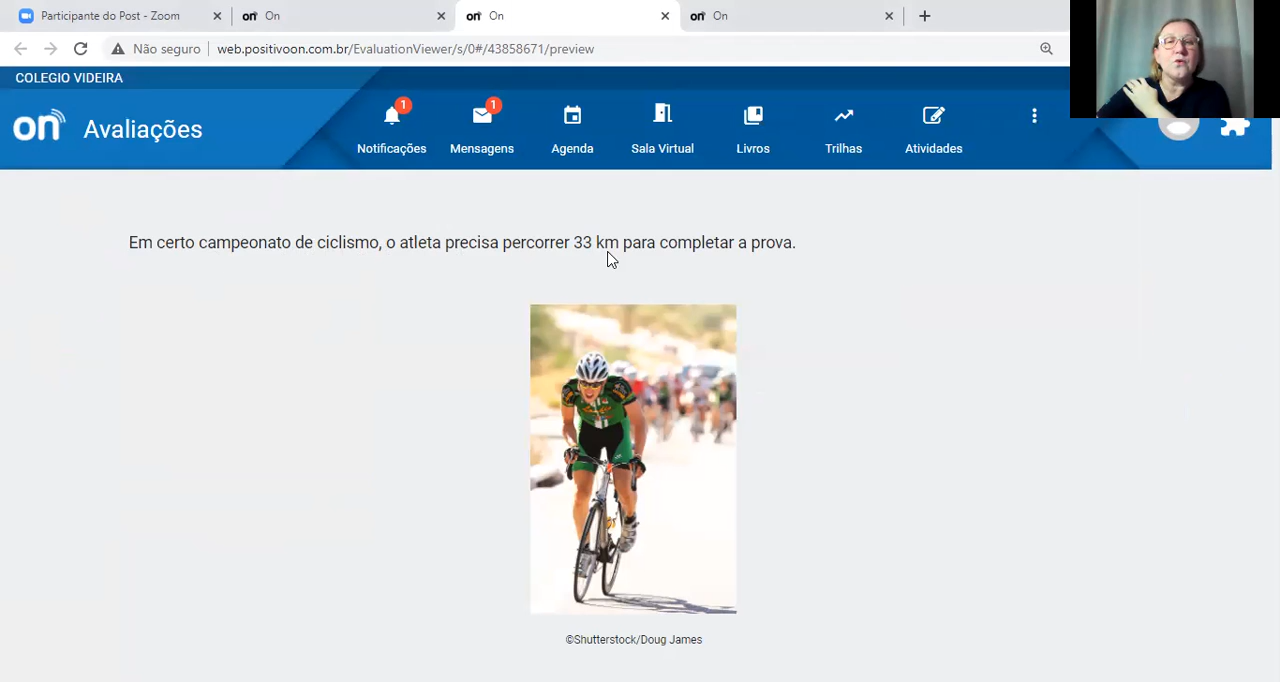 Participante do Post - Zoom
On
On
On
Não seguro
web.positivoon.com.br/EvaluationViewer/s/0#/43858671/preview
COLEGIO VIDEIRA
on
Avaliações
1
1
Notificações
Mensagens
Agenda
Sala Virtual
Livros
Trilhas
Atividades
Em certo campeonato de ciclismo, o atleta precisa percorrer 33 km para completar a prova.
©Shutterstock/Doug James